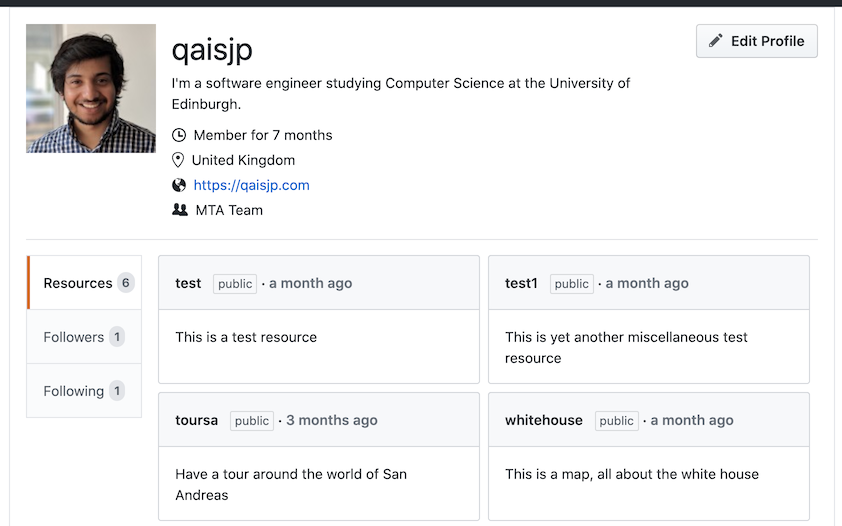 qaisjp
Edit Profile
I'm a software engineer studying Computer Science at the University of
Edinburgh.
Member for 7 months
United Kingdom
https://qaisjp.com
MTA Team
Resources 6
Followers 1
Following 1
test public · a month ago
This is a test resource
test1 public · a month ago
This is yet another miscellaneous test
resource
toursa public · 3 months ago
Have a tour around the world of San
Andreas
whitehouse public · a month ago
This is a map, all about the white house